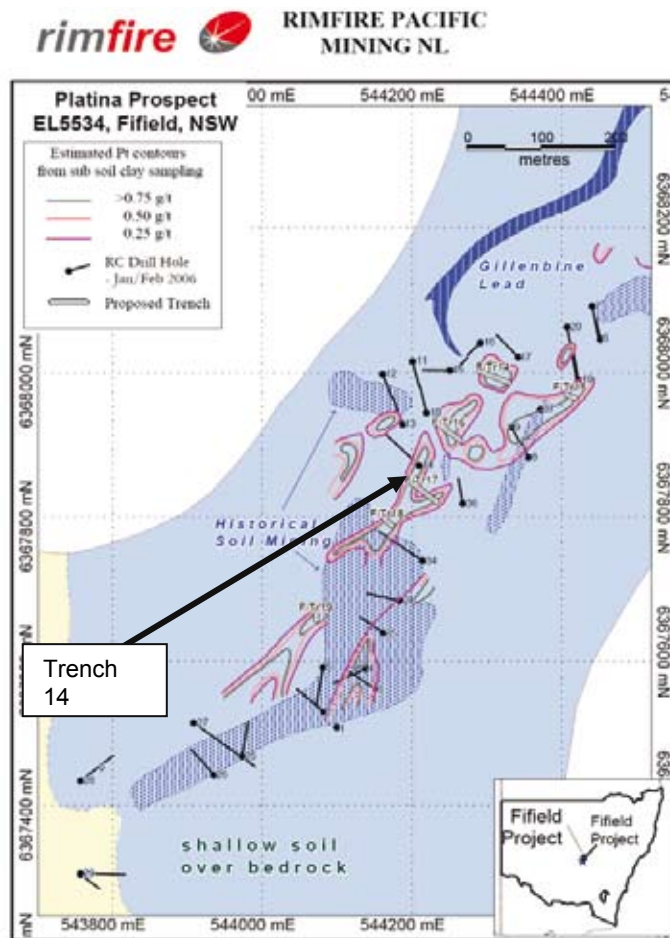 rimfire
RIMFIRE PACIFIC
MINING NL
Platina Prospect
EL5534, Fifield, NSW
Estimated Pt contours
from sub soil clay sampling
>0.75 g/t
0.50 g/t
0.25 g/t
RC Drill Hole
- Jan/Feb 2006
Proposed Trench
00 mE
544200 mE
544400 mE
0 100 200
metres
6368200 mN
Gillenbine
Lead
6368000 mN
6368000 mN
6367800 mN
6367800 mN
Historical
Soil Mining
Trench
14
6367600 mN
6367400 mN
shallow soil
over bedrock
Fifield
Project
Fifield
Project
543800 mE
544000 mE
544200 mE